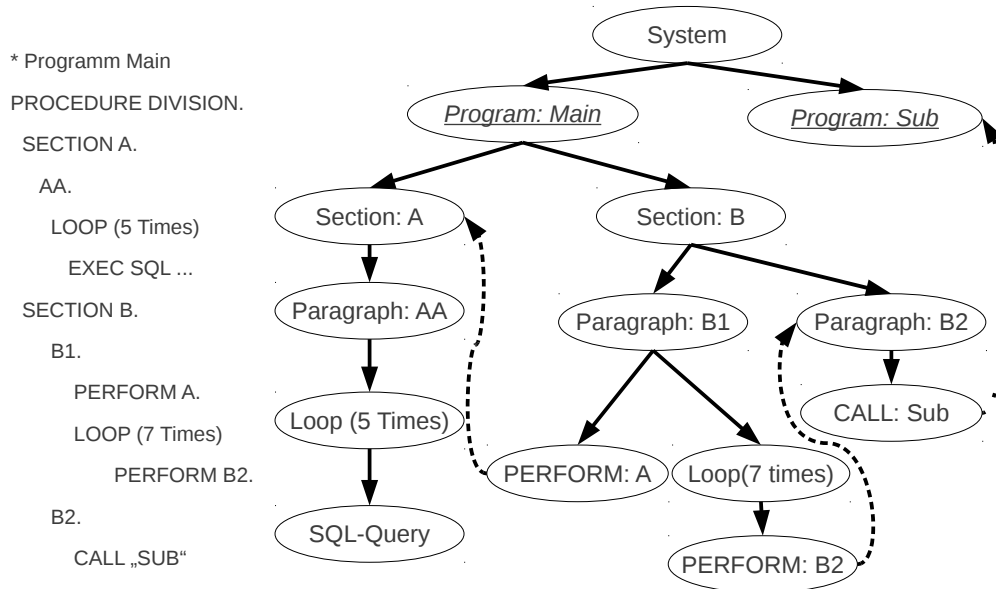 * Programm Main
PROCEDURE DIVISION.
SECTION A.
AA.
LOOP (5 Times)
EXEC SQL ...
SECTION B.
B1.
PERFORM A.
LOOP (7 Times)
PERFORM B2.
B2.
CALL „SUB“
System
Program: Main
Program: Sub
Section: A
Section: B
Paragraph: AA
Paragraph: B1
Paragraph: B2
Loop (5 Times)
CALL: Sub
PERFORM: A
Loop(7 times)
SQL-Query
PERFORM: B2